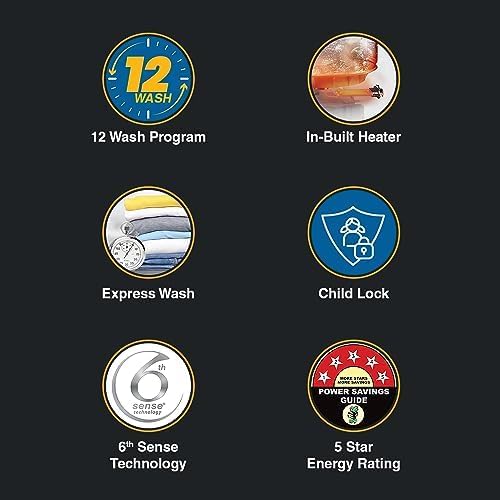 12
WASH
12 Wash Program
In-Built Heater
Express Wash
Child Lock
6th
sense®
technology
6th Sense
Technology
MORE STARS
MORE SAVINGS
POWER SAVINGS
GUIDE
5 Star
Energy Rating